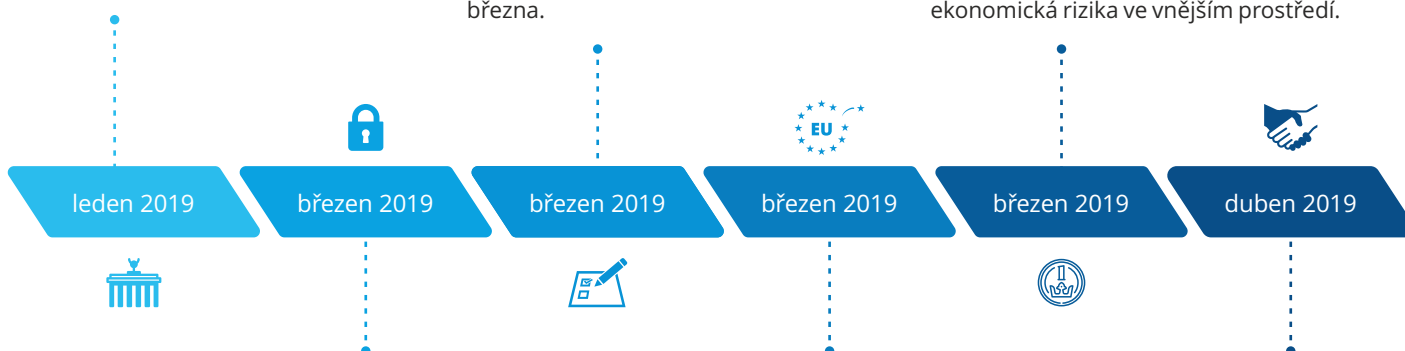 března.
ekonomická rizika ve vnějším prostředí.
EU
leden 2019
březen 2019
březen 2019
březen 2019
březen 2019
duben 2019